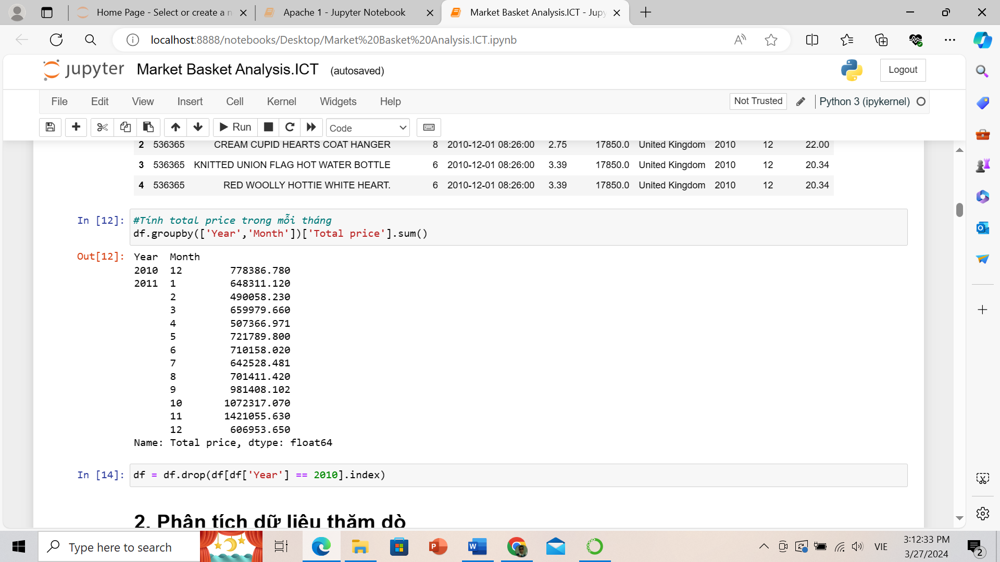 Home Page - Select or create a n
Apache 1 - Jupyter Notebook
Market Basket Analysis.ICT - Jupy
localhost:8888/notebooks/Desktop/Market%20Basket%20Analysis.ICT.ipynb
jupyter Market Basket Analysis.ICT (autosaved)
Logout
File Edit View Insert Cell Kernel Widgets Help
Not Trusted
Python 3 (ipykernel)
Run
Code
2 536365 CREAM CUPID HEARTS COAT HANGER 8 2010-12-01 08:26:00 2.75 17850.0 United Kingdom 2010 12 22.00
3 536365 KNITTED UNION FLAG HOT WATER BOTTLE 6 2010-12-01 08:26:00 3.39 17850.0 United Kingdom 2010 12 20.34
4 536365 RED WOOLLY HOTTIE WHITE HEART. 6 2010-12-01 08:26:00 3.39 17850.0 United Kingdom 2010 12 20.34
In [12]: #Tính total price trong mỗi tháng
df.groupby(['Year','Month'])['Total price'].sum()
Out[12]: Year Month
2010 12 778386.780
2011 1 648311.120
2 490058.230
3 659979.660
4 507366.971
5 721789.800
6 710158.020
7 642528.481
8 701411.420
9 981408.102
10 1072317.070
11 1421055.630
12 606953.650
Name: Total price, dtype: float64
In [14]: df = df.drop(df[df['Year'] == 2010].index)
2. Phân tích dữ liệu thăm dò
Type here to search
VIE
3:12:33 PM
3/27/2024
2